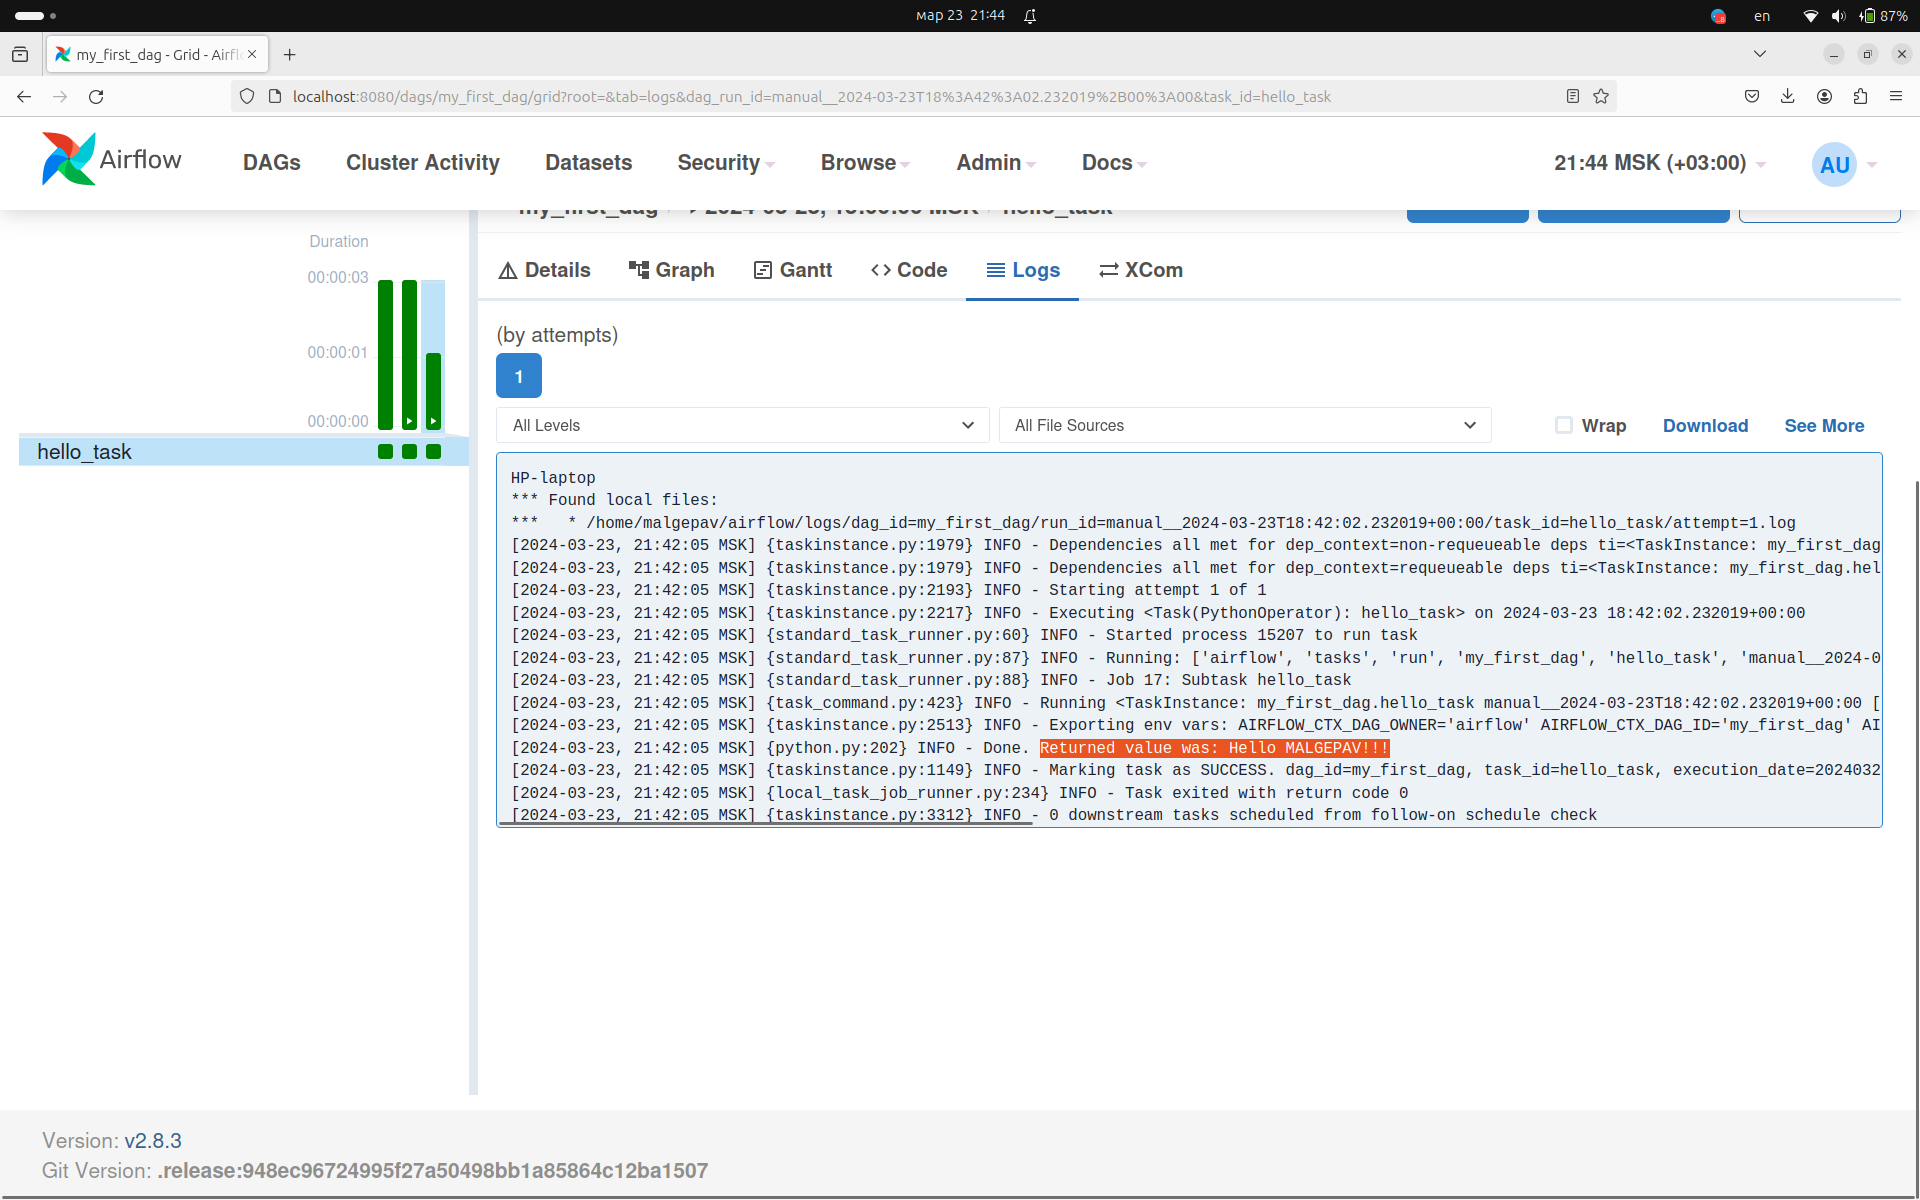 мар 23 21:44
en
87%
my_first_dag - Grid - Airfl
localhost:8080/dags/my_first_dag/grid?root=&tab=logs&dag_run_id=manual__2024-03-23T18%3A42%3A02.232019%2B00%3A00&task_id=hello_task
Airflow
DAGs
Cluster Activity
Datasets
Security
Browse
Admin
Docs
21:44 MSK (+03:00)
AU
my_first_dag
hello_task
Duration
00:00:03
00:00:01
00:00:00
hello_task
Details
Graph
Gantt
Code
Logs
XCom
(by attempts)
1
All Levels
All File Sources
Wrap
Download
See More
HP-laptop
*** Found local files:
***   * /home/malgepav/airflow/logs/dag_id=my_first_dag/run_id=manual__2024-03-23T18:42:02.232019+00:00/task_id=hello_task/attempt=1.log
[2024-03-23, 21:42:05 MSK] {taskinstance.py:1979} INFO - Dependencies all met for dep_context=non-requeueable deps ti=<TaskInstance: my_first_dag
[2024-03-23, 21:42:05 MSK] {taskinstance.py:1979} INFO - Dependencies all met for dep_context=requeueable deps ti=<TaskInstance: my_first_dag.hel
[2024-03-23, 21:42:05 MSK] {taskinstance.py:2193} INFO - Starting attempt 1 of 1
[2024-03-23, 21:42:05 MSK] {taskinstance.py:2217} INFO - Executing <Task(PythonOperator): hello_task> on 2024-03-23 18:42:02.232019+00:00
[2024-03-23, 21:42:05 MSK] {standard_task_runner.py:60} INFO - Started process 15207 to run task
[2024-03-23, 21:42:05 MSK] {standard_task_runner.py:87} INFO - Running: ['airflow', 'tasks', 'run', 'my_first_dag', 'hello_task', 'manual__2024-0
[2024-03-23, 21:42:05 MSK] {standard_task_runner.py:88} INFO - Job 17: Subtask hello_task
[2024-03-23, 21:42:05 MSK] {task_command.py:423} INFO - Running <TaskInstance: my_first_dag.hello_task manual__2024-03-23T18:42:02.232019+00:00 [
[2024-03-23, 21:42:05 MSK] {taskinstance.py:2513} INFO - Exporting env vars: AIRFLOW_CTX_DAG_OWNER='airflow' AIRFLOW_CTX_DAG_ID='my_first_dag' AI
[2024-03-23, 21:42:05 MSK] {python.py:202} INFO - Done. Returned value was: Hello MALGEPAV!!!
[2024-03-23, 21:42:05 MSK] {taskinstance.py:1149} INFO - Marking task as SUCCESS. dag_id=my_first_dag, task_id=hello_task, execution_date=2024032
[2024-03-23, 21:42:05 MSK] {local_task_job_runner.py:234} INFO - Task exited with return code 0
[2024-03-23, 21:42:05 MSK] {taskinstance.py:3312} INFO - 0 downstream tasks scheduled from follow-on schedule check
Version: v2.8.3
Git Version: .release:948ec96724995f27a50498bb1a85864c12ba1507